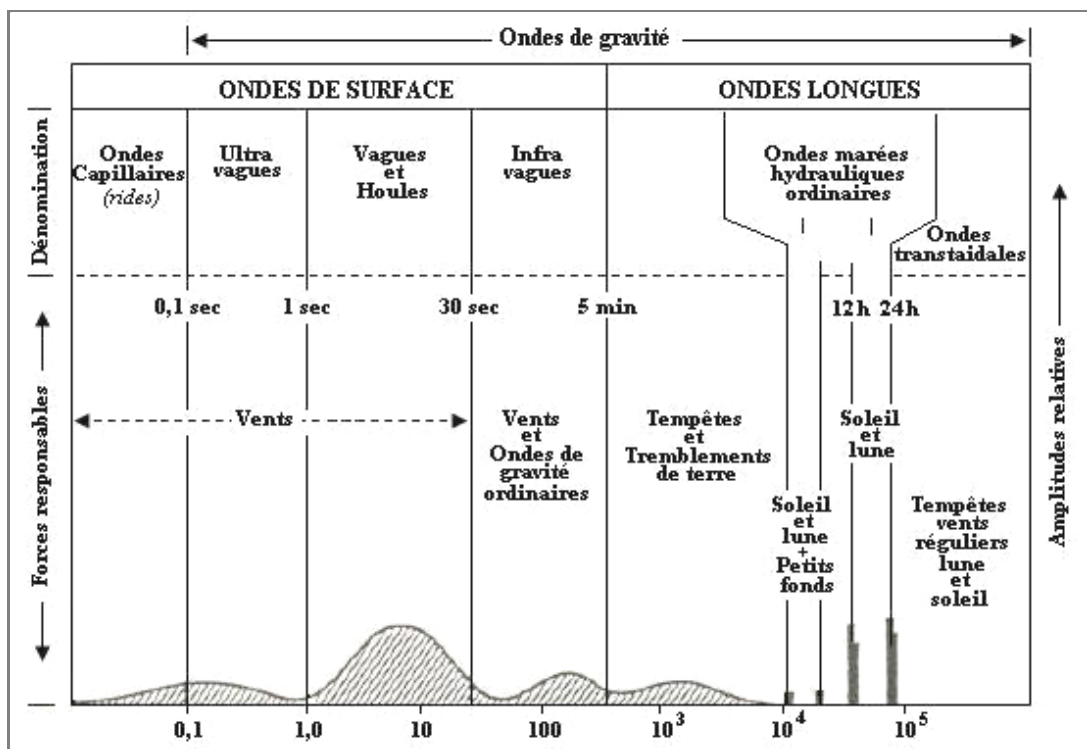 Ondes de gravité
ONDES DE SURFACE
ONDES LONGUES
Dénomination
Ondes
Capillaires
(rides)
Ultra
vagues
Vagues
et
Houles
Infra
vagues
Ondes marées
hydrauliques
ordinaires
Ondes
transtaidales
0,1 sec
1 sec
30 sec
5 min
12h
24h
Forces responsables
Vents
Vents
et
Ondes de
gravité
ordinaires
Tempêtes
et
Tremblements
de terre
Soleil
et
lune
+
Petits
fonds
Soleil
et
lune
Tempêtes
vents
réguliers
lune
et
soleil
Amplitudes relatives
0,1
1,0
10
100
10³
10⁴
10⁵